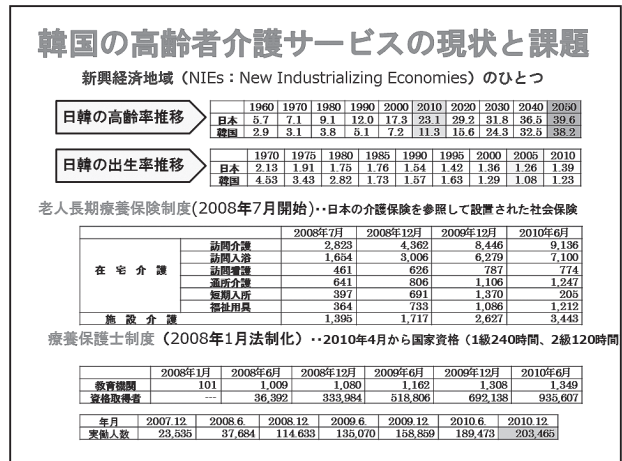 韓国の高齢者介護サービスの現状と課題
新興経済地域（NIEs：New Industrializing Economies）のひとつ
日韓の高齢率推移
1960 1970 1980 1990 2000 2010 2020 2030 2040 2050
日本 5.7 7.1 9.1 12.0 17.3 23.1 29.2 31.8 36.5 39.6
韓国 2.9 3.1 3.8 5.1 7.2 11.3 15.6 24.3 32.5 38.2
日韓の出生率推移
1970 1975 1980 1985 1990 1995 2000 2005 2010
日本 2.13 1.91 1.75 1.76 1.54 1.42 1.36 1.26 1.39
韓国 4.53 3.43 2.82 1.73 1.57 1.63 1.29 1.08 1.23
老人長期療養保険制度(2008年7月開始)‥日本の介護保険を参照して設置された社会保険
2008年7月 2008年12月 2009年12月 2010年6月
在宅介護 訪問介護 2,823 4,362 8,446 9,136
訪問入浴 1,654 3,006 6,279 7,100
訪問看護 461 626 787 774
通所介護 641 806 1,106 1,247
短期入所 397 691 1,370 205
福祉用具 364 733 1,086 1,212
施設介護 1,395 1,717 2,627 3,443
療養保護士制度（2008年1月法制化）‥2010年4月から国家資格（1級240時間、2級120時間
2008年1月 2008年6月 2008年12月 2009年6月 2009年12月 2010年6月
教育機関 101 1,009 1,080 1,162 1,308 1,349
資格取得者 --- 36,392 333,984 518,806 692,138 935,607
年月 2007.12. 2008.6. 2008.12. 2009.6. 2009.12. 2010.6. 2010.12.
実働人数 23,535 37,684 114.633 135,070 158,859 189,473 203,465